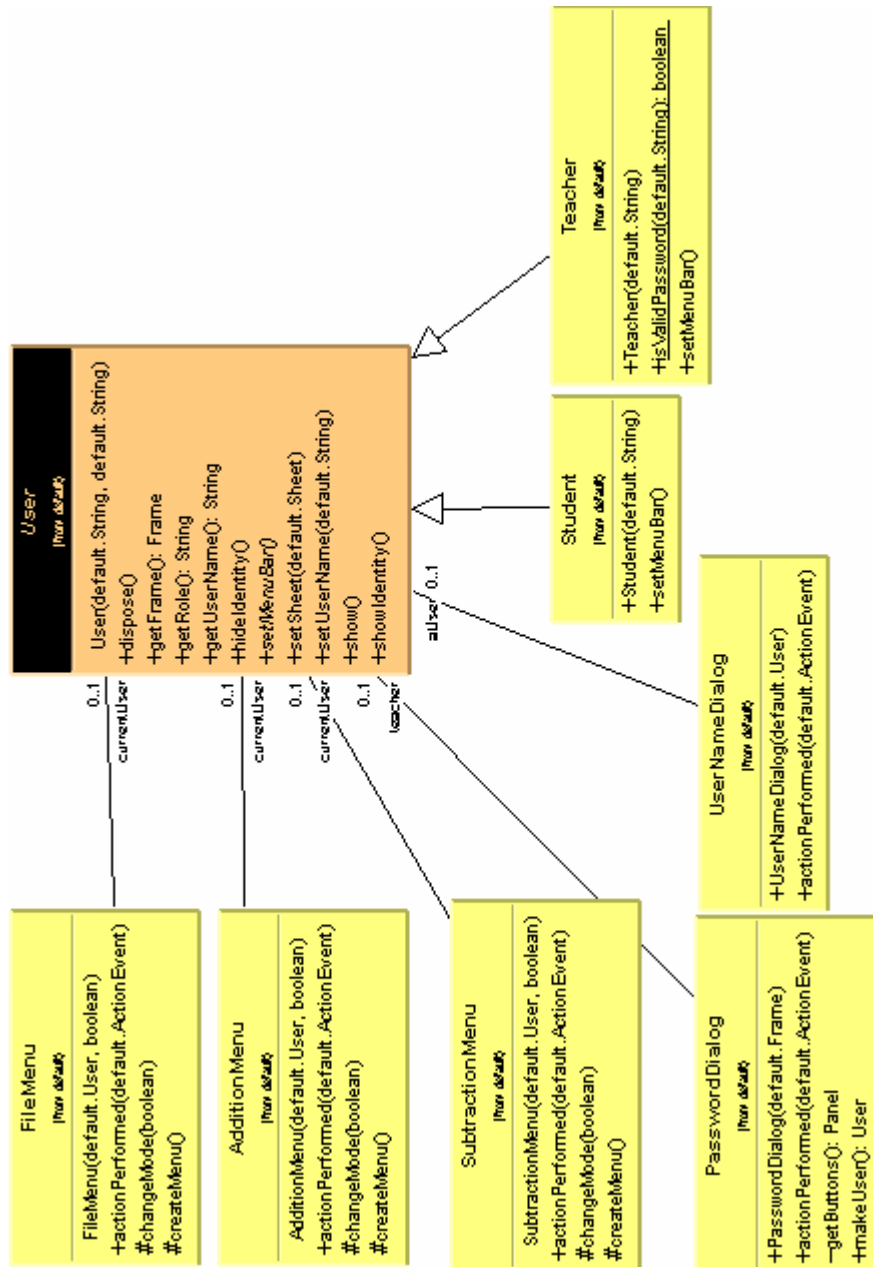 FileMenu
(from default)
FileMenu(default.User, boolean)
+actionPerformed(default.ActionEvent)
#changeMode(boolean)
#createMenu()
AdditionMenu
(from default)
AdditionMenu(default.User, boolean)
+actionPerformed(default.ActionEvent)
#changeMode(boolean)
#createMenu()
SubtractionMenu
(from default)
SubtractionMenu(default.User, boolean)
+actionPerformed(default.ActionEvent)
#changeMode(boolean)
#createMenu()
PasswordDialog
(from default)
+PasswordDialog(default.Frame)
+actionPerformed(default.ActionEvent)
-getButtons(): Panel
+makeUser(): User
UserNameDialog
(from default)
+UserNameDialog(default.User)
+actionPerformed(default.ActionEvent)
0..1
currentUser
0..1
currentUser
0..1
currentUser
0..1
teacher
aUser 0..1
User
(from default)
User(default.String, default.String)
+dispose()
+getFrame(): Frame
+getRole(): String
+getUserName(): String
+hideIdentity()
+setMenuBar()
+setSheet(default.Sheet)
+setUserName(default.String)
+show()
+showIdentity()
Student
(from default)
+Student(default.String)
+setMenuBar()
Teacher
(from default)
+Teacher(default.String)
+isValidPassword(default.String): boolean
+setMenuBar()